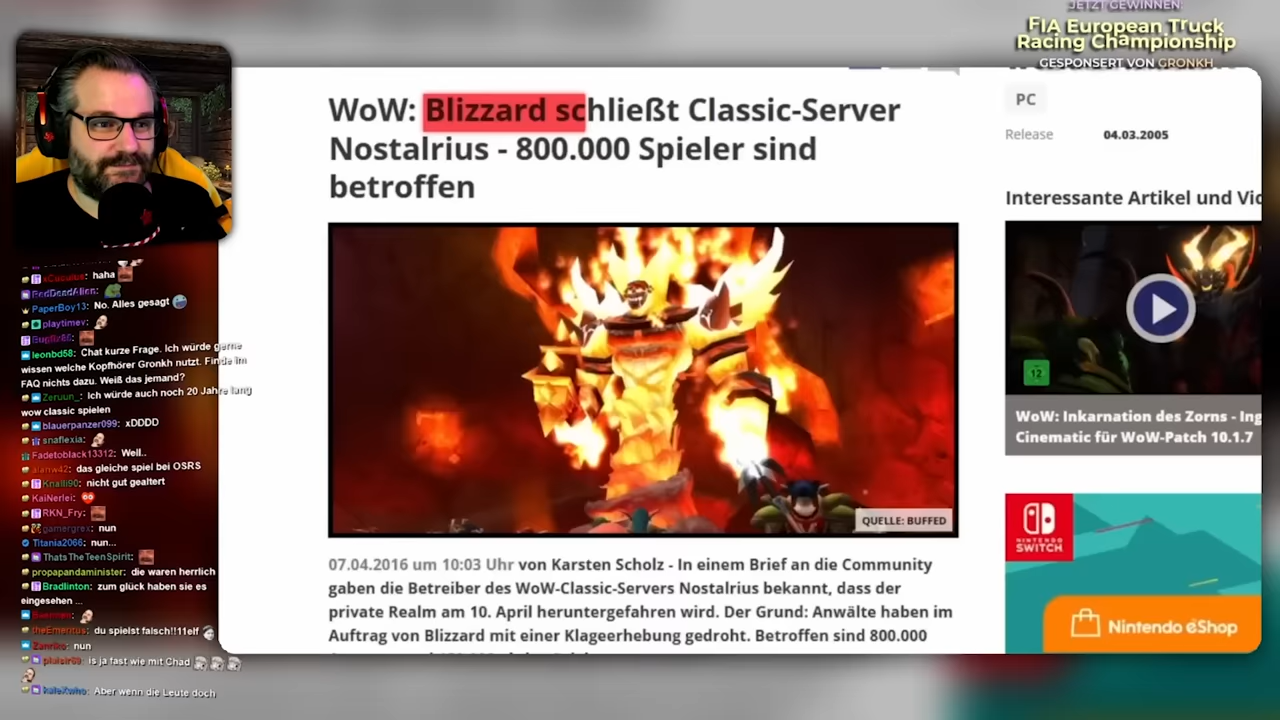 JETZT GEWINNEN:
FIA European Truck
Racing Championship
GESPONSERT VON GRONKH
WoW: Blizzard schließt Classic-Server
Nostalrius - 800.000 Spieler sind
betroffen
QUELLE: BUFFED
07.04.2016 um 10:03 Uhr von Karsten Scholz - In einem Brief an die Community
gaben die Betreiber des WoW-Classic-Servers Nostalrius bekannt, dass der
private Realm am 10. April heruntergefahren wird. Der Grund: Anwälte haben im
Auftrag von Blizzard mit einer Klageerhebung gedroht. Betroffen sind 800.000
PC
Release 04.03.2005
Interessante Artikel und Vid
12
WoW: Inkarnation des Zorns - Ing
Cinematic für WoW-Patch 10.1.7
NINTENDO
SWITCH
Nintendo eShop
xCuculus: haha
RedDeadAlien:
PaperBoy13: No. Alles gesagt
playtimev:
leonbd58: Chat kurze Frage. Ich würde gerne
wissen welche Kopfhörer Gronkh nutzt. Finde im
FAQ nichts dazu. Weiß das jemand?
Zeruun_: Ich würde auch noch 20 Jahre lang
wow classic spielen
blauerpanzer099: xDDDD
snaflexia:
Fadetoblack13312: Well..
alanw42: das gleiche spiel bei OSRS
Knalli90: nicht gut gealtert
KaiNerlei:
RKN_Fry:
gamergrex: nun
Titania2066: nun...
ThatsTheTeenSpirit:
propapandaminister: die waren herrlich
Bradlinton: zum glück haben sie es
eingesehen ...
theEmeritus: du spielst falsch!!11elf
Zanniko: nun
is ja fast wie mit Chad
kateXwho: Aber wenn die Leute doch